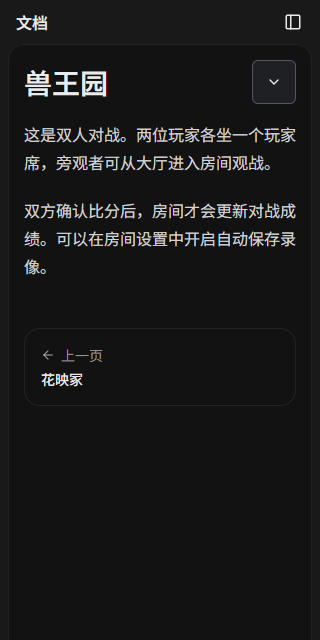 文档
兽王园
这是双人对战。两位玩家各坐一个玩家
席，旁观者可从大厅进入房间观战。
双方确认比分后，房间才会更新对战成
绩。可以在房间设置中开启自动保存录
像。
上一页
花映冢